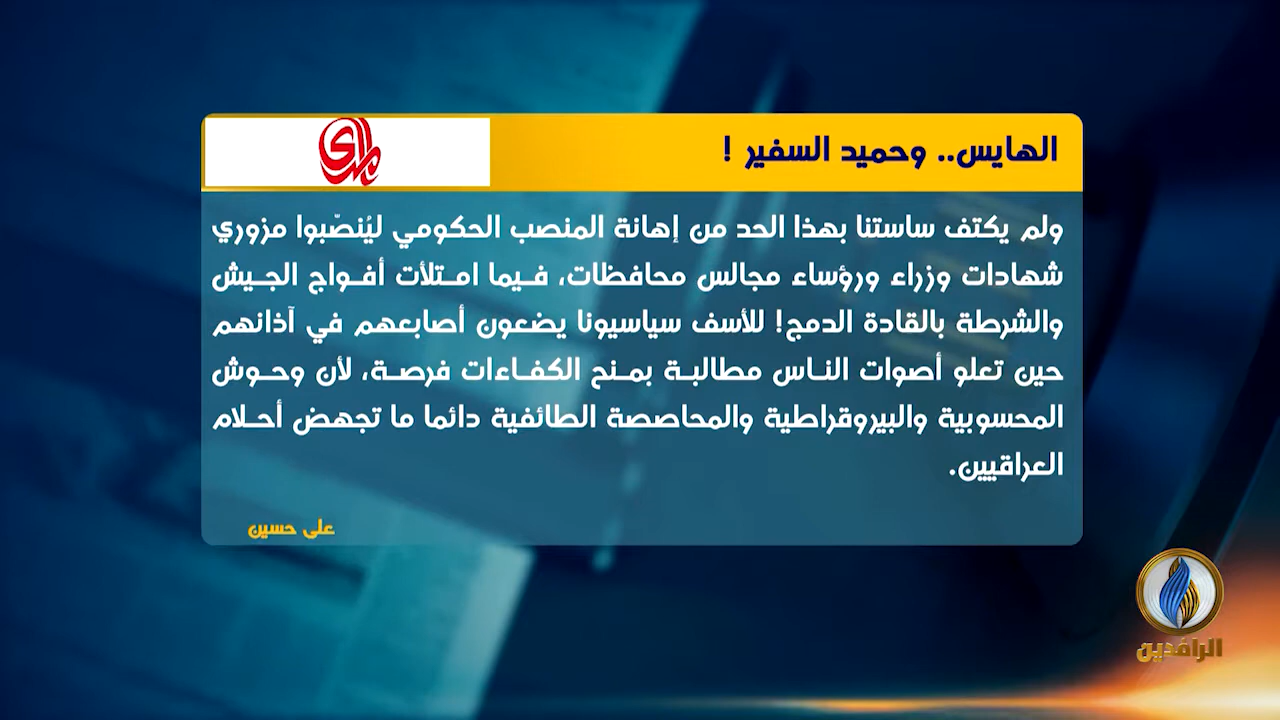 الهايس.. وحميد السفير !
المدى
ولم يكتف ساستنا بهذا الحد من إهانة المنصب الحكومي ليُنصّبوا مزوري
شهادات وزراء ورؤساء مجالس محافظات، فيما امتلأت أفواج الجيش
والشرطة بالقادة الدمج! للأسف سياسيونا يضعون أصابعهم في آذانهم
حين تعلو أصوات الناس مطالبة بمنح الكفاءات فرصة، لأن وحوش
المحسوبية والبيروقراطية والمحاصصة الطائفية دائما ما تجهض أحلام
العراقيين.
على حسين
الرافدين